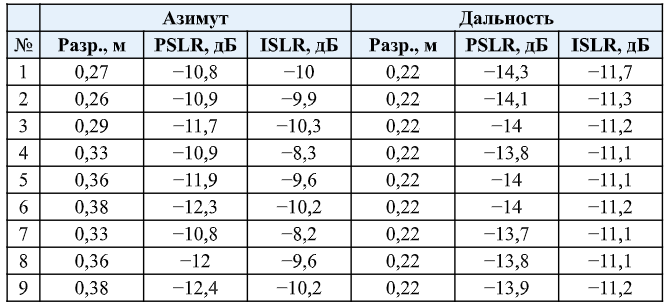 Азимут Дальность
№ Разр., м PSLR, дБ ISLR, дБ Разр., м PSLR, дБ ISLR, дБ
1 0,27 −10,8 −10 0,22 −14,3 −11,7
2 0,26 −10,9 −9,9 0,22 −14,1 −11,3
3 0,29 −11,7 −10,3 0,22 −14 −11,2
4 0,33 −10,9 −8,3 0,22 −13,8 −11,1
5 0,36 −11,9 −9,6 0,22 −14 −11,1
6 0,38 −12,3 −10,2 0,22 −14 −11,2
7 0,33 −10,8 −8,2 0,22 −13,7 −11,1
8 0,36 −12 −9,6 0,22 −13,8 −11,1
9 0,38 −12,4 −10,2 0,22 −13,9 −11,2